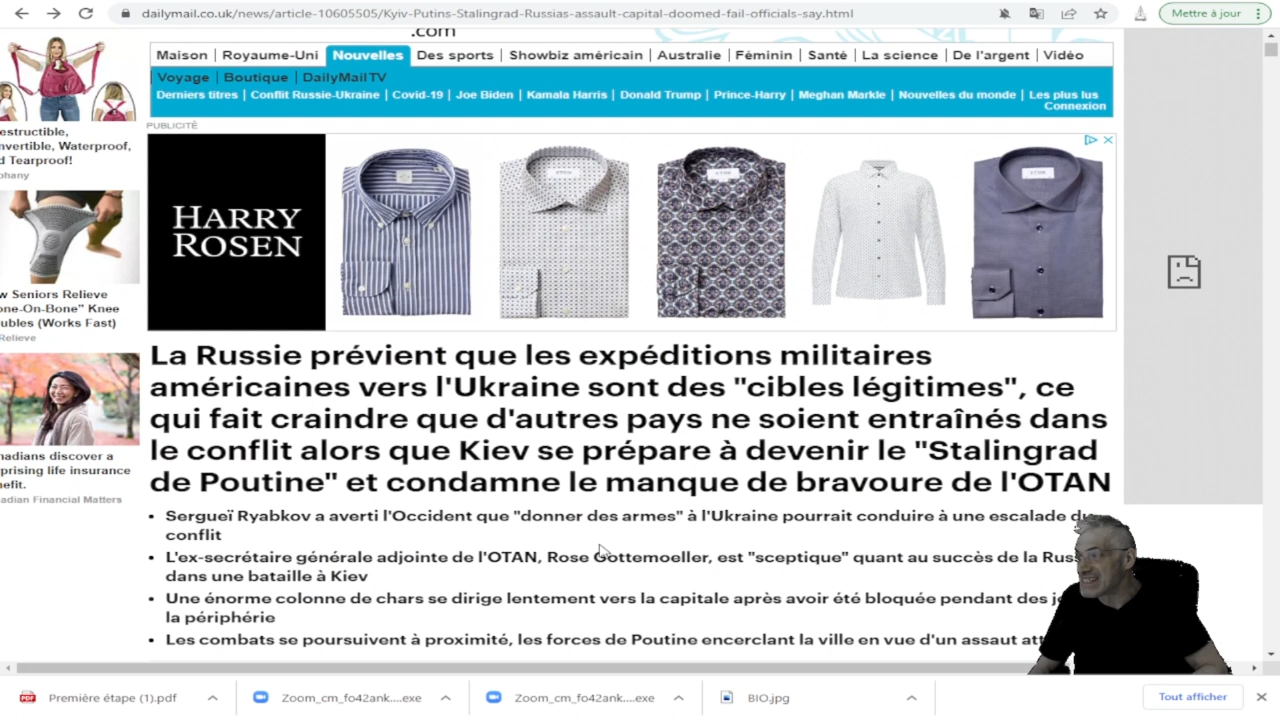 dailymail.co.uk/news/article-10605505/Kyiv-Putins-Stalingrad-Russias-assault-capital-doomed-fail-officials-say.html
Mettre à jour
.com
Maison Royaume-Uni Nouvelles Des sports Showbiz américain Australie Féminin Santé La science De l'argent Vidéo
Voyage Boutique DailyMailTV
Derniers titres Conflit Russie-Ukraine Covid-19 Joe Biden Kamala Harris Donald Trump Prince-Harry Meghan Markle Nouvelles du monde Les plus lus
Connexion
PUBLICITÉ
HARRY
ROSEN
ETON
ETON
ETON
estructible,
nvertible, Waterproof,
d Tearproof!
phany
w Seniors Relieve
one-On-Bone" Knee
ubles (Works Fast)
Relieve
nadians discover a
prising life insurance
nefit.
adian Financial Matters
La Russie prévient que les expéditions militaires
américaines vers l'Ukraine sont des "cibles légitimes", ce
qui fait craindre que d'autres pays ne soient entraînés dans
le conflit alors que Kiev se prépare à devenir le "Stalingrad
de Poutine" et condamne le manque de bravoure de l'OTAN
• Sergueï Ryabkov a averti l'Occident que "donner des armes" à l'Ukraine pourrait conduire à une escalade du
conflit
• L'ex-secrétaire générale adjointe de l'OTAN, Rose Gottemoeller, est "sceptique" quant au succès de la Rus
dans une bataille à Kiev
• Une énorme colonne de chars se dirige lentement vers la capitale après avoir été bloquée pendant des jo
la périphérie
• Les combats se poursuivent à proximité, les forces de Poutine encerclant la ville en vue d'un assaut att
PDF
Première étape (1).pdf
Zoom_cm_fo42ank....exe
Zoom_cm_fo42ank....exe
BIO.jpg
Tout afficher